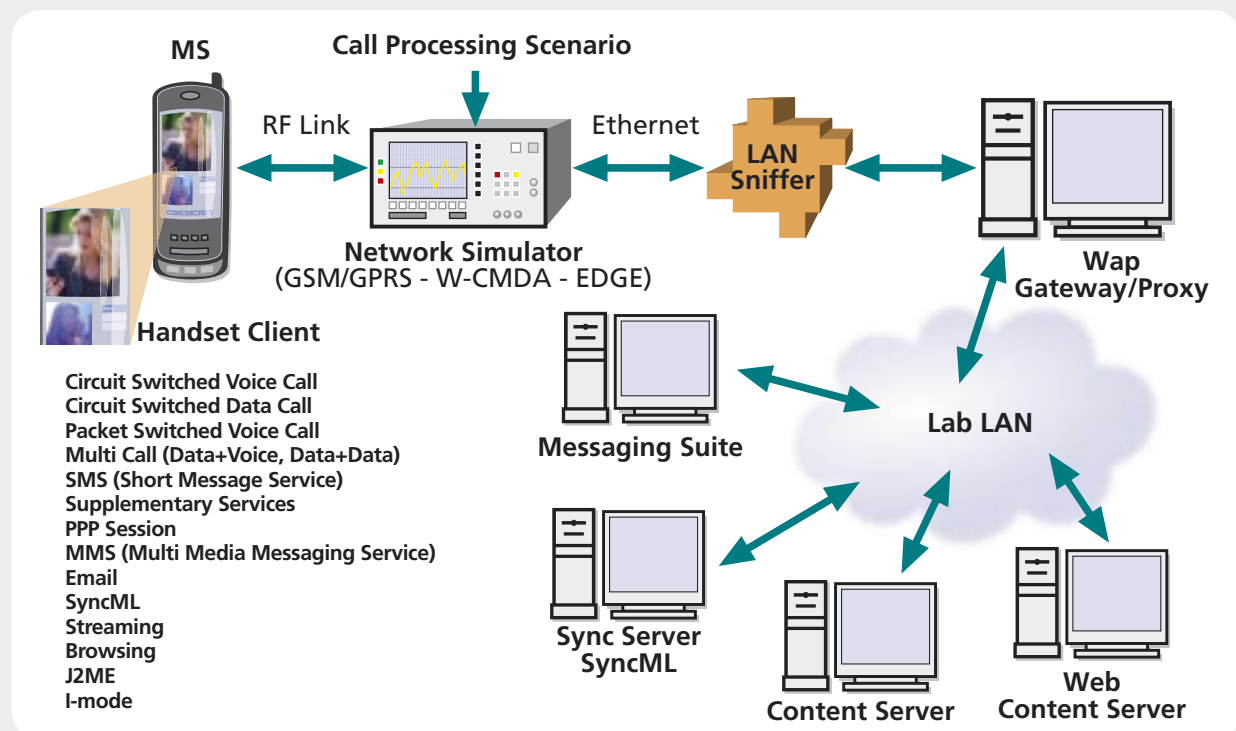 MS
Call Processing Scenario
RF Link
Ethernet
LAN
Sniffer
Network Simulator
(GSM/GPRS - W-CMDA - EDGE)
Wap
Gateway/Proxy
Handset Client
Circuit Switched Voice Call
Circuit Switched Data Call
Packet Switched Voice Call
Multi Call (Data+Voice, Data+Data)
SMS (Short Message Service)
Supplementary Services
PPP Session
MMS (Multi Media Messaging Service)
Email
SyncML
Streaming
Browsing
J2ME
I-mode
Lab LAN
Messaging Suite
Sync Server
SyncML
Content Server
Web
Content Server